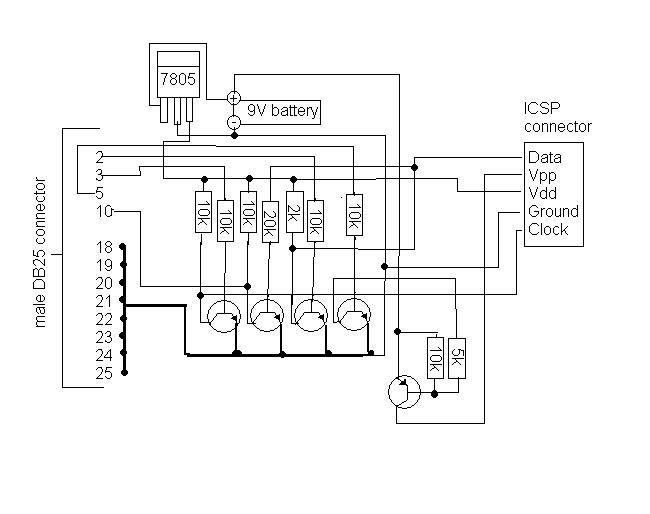 7805
9V battery
ICSP
connector
Data
Vpp
Vdd
Ground
Clock
male DB25 connector
2
3
5
10
18
19
20
21
22
23
24
25
10k
10k
10k
20k
2k
10k
10k
10k
5k